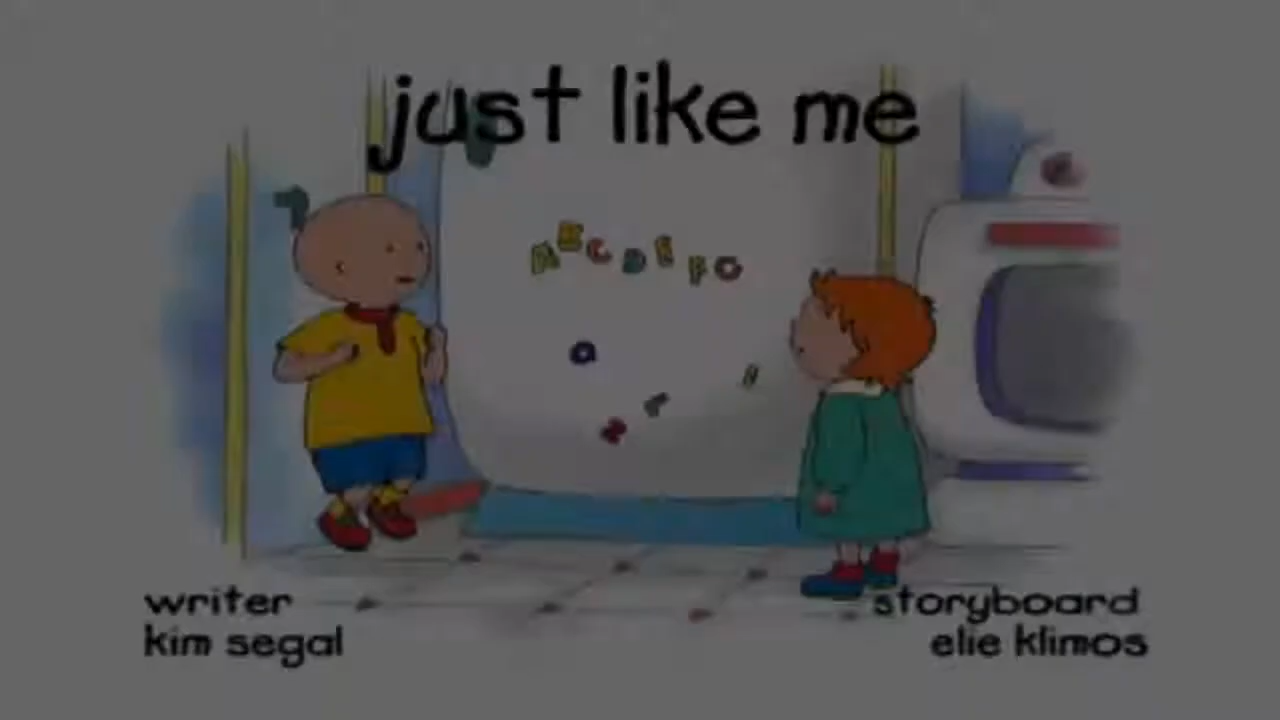 just like me
A B C D E F G
writer
kim segal
storyboard
elie klimos